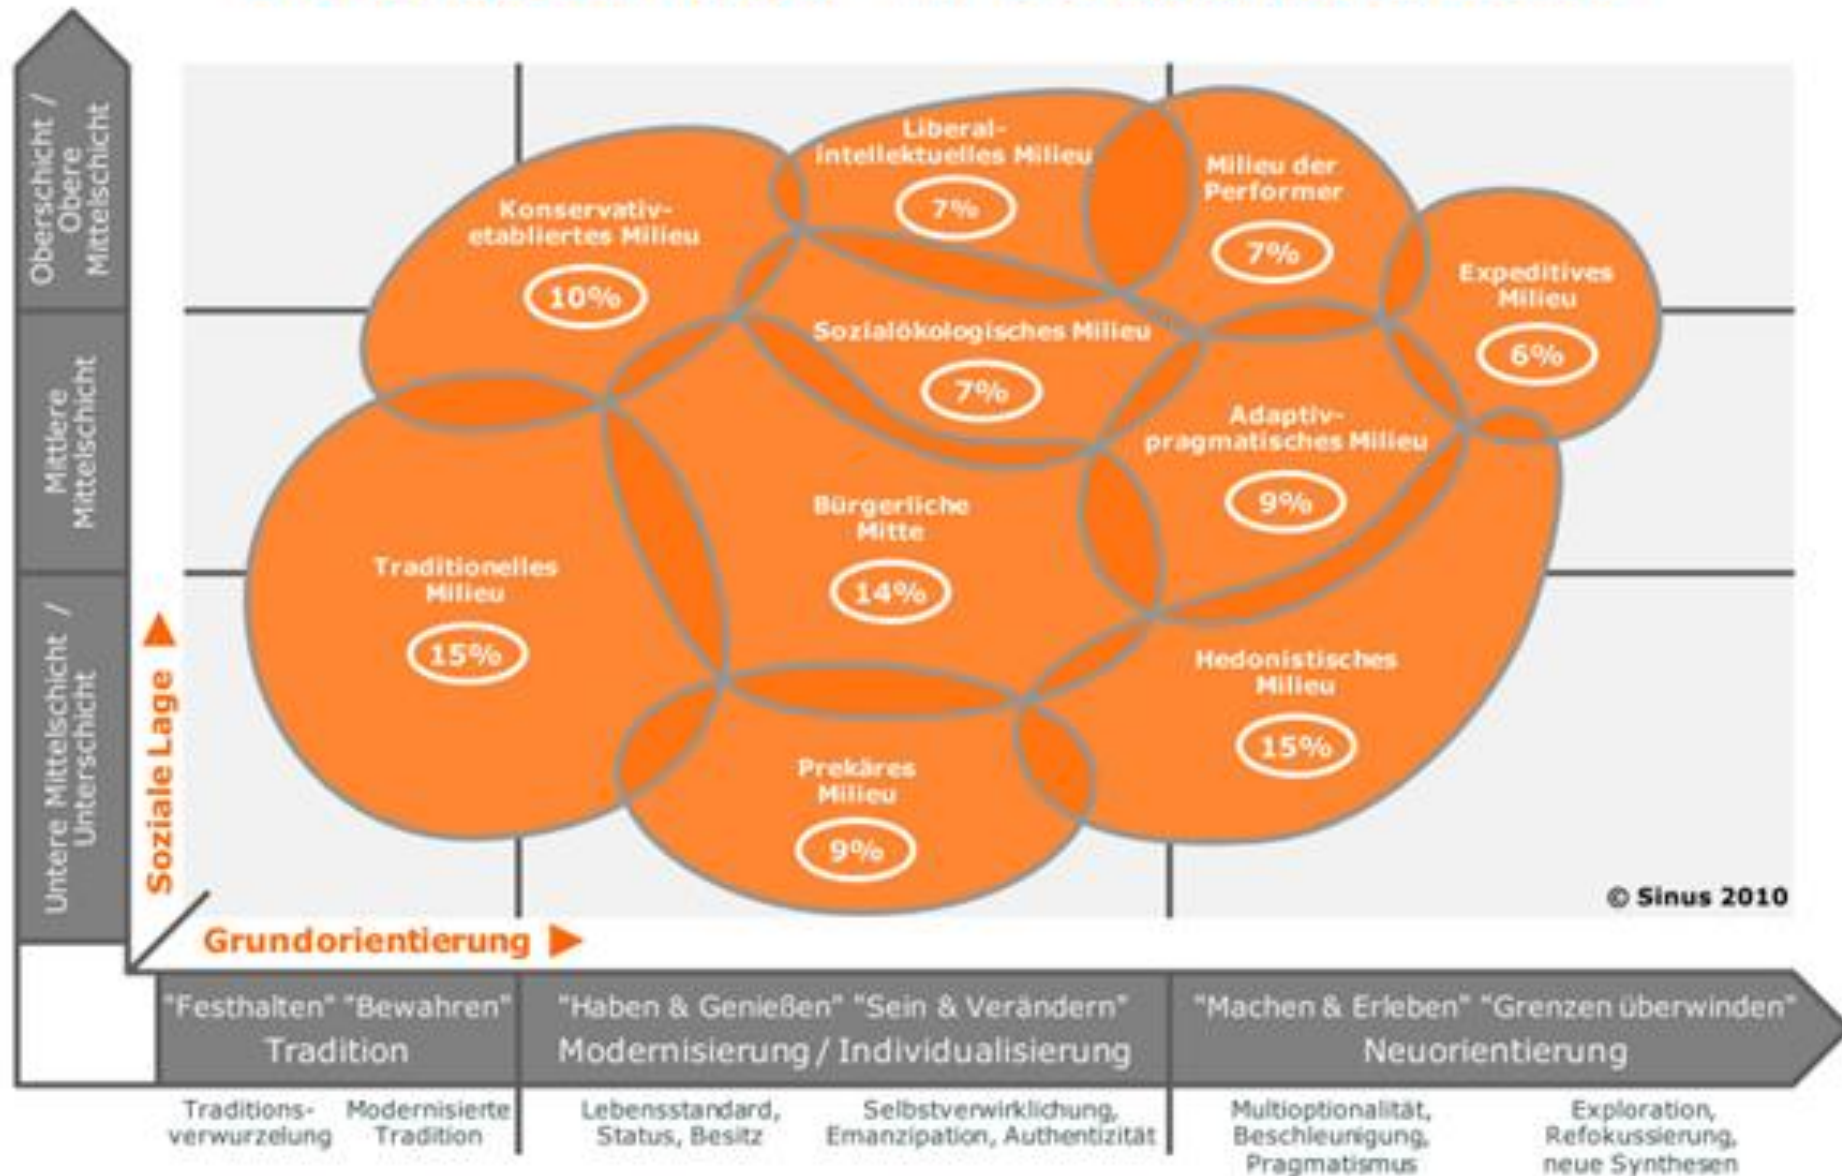 Oberschicht /
Obere
Mittelschicht
Mittlere
Mittelschicht
Untere Mittelschicht /
Unterschicht
Soziale Lage
Konservativ-
etabliertes Milieu
10%
Liberal-
intellektuelles Milieu
7%
Milieu der
Performer
7%
Expeditives
Milieu
6%
Sozialökologisches Milieu
7%
Adaptiv-
pragmatisches Milieu
9%
Bürgerliche
Mitte
14%
Traditionelles
Milieu
15%
Hedonistisches
Milieu
15%
Prekäres
Milieu
9%
© Sinus 2010
Grundorientierung
"Festhalten" "Bewahren"
Tradition
"Haben & Genießen" "Sein & Verändern"
Modernisierung / Individualisierung
"Machen & Erleben" "Grenzen überwinden"
Neuorientierung
Traditions-
verwurzelung
Modernisierte
Tradition
Lebensstandard,
Status, Besitz
Selbstverwirklichung,
Emanzipation, Authentizität
Multioptionalität,
Beschleunigung,
Pragmatismus
Exploration,
Refokussierung,
neue Synthesen